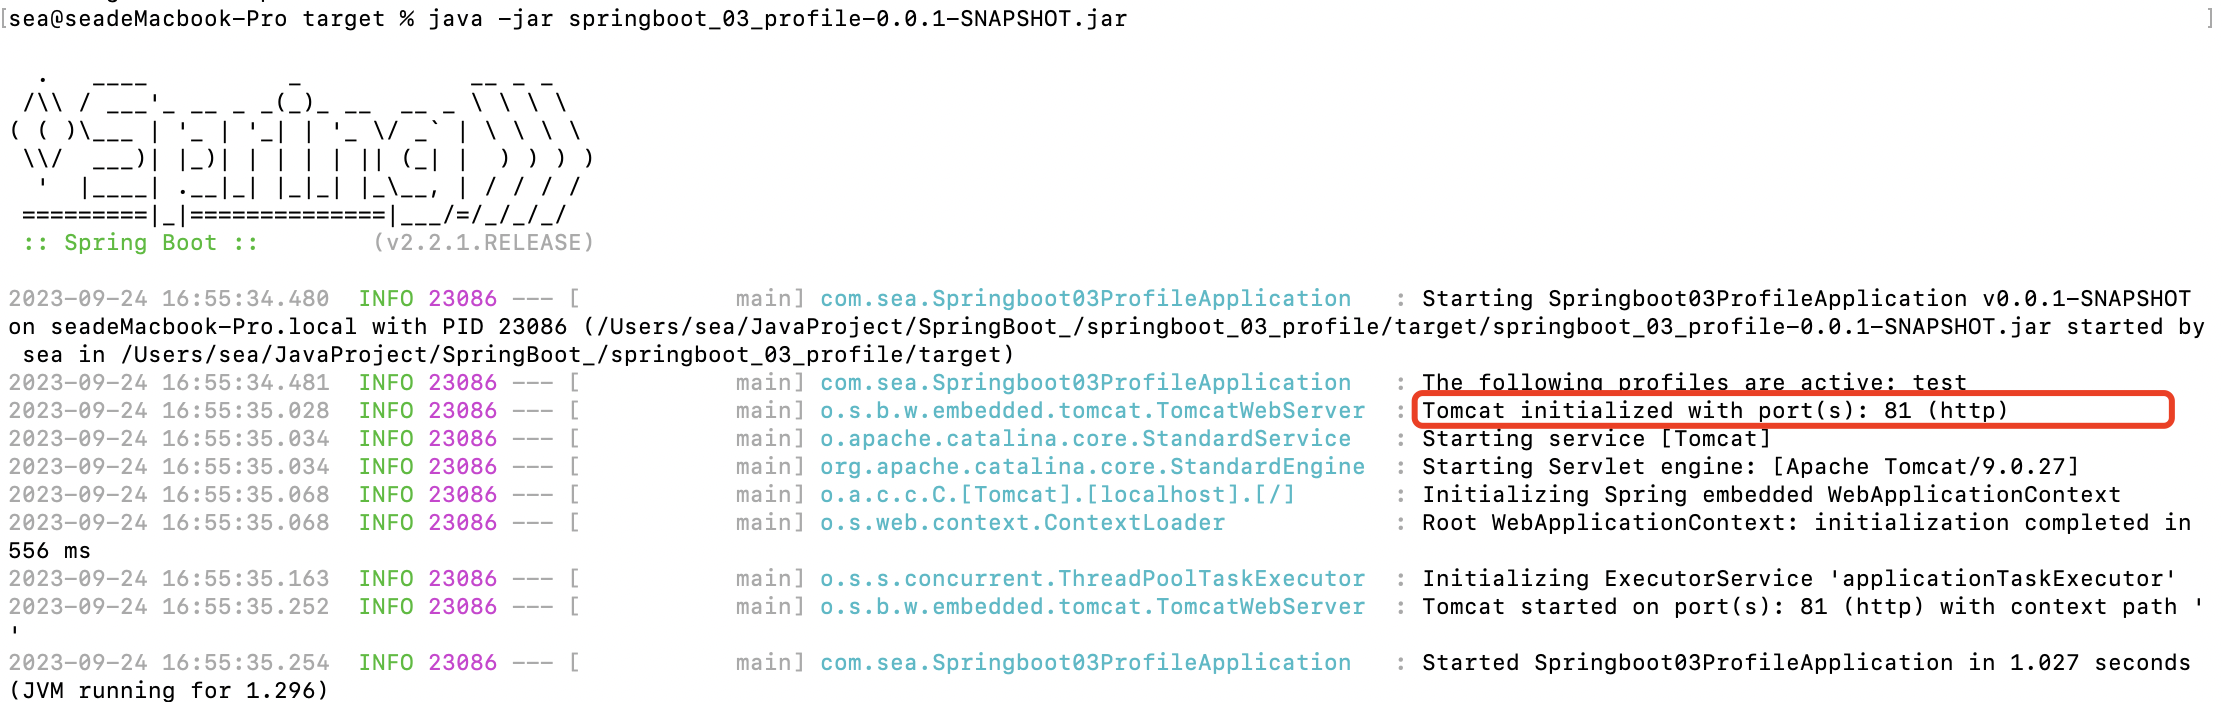 [sea@seadeMacbook-Pro target % java -jar springboot_03_profile-0.0.1-SNAPSHOT.jar ]
  .   ____          _            __ _ _
 /\\ / ___'_ __ _ _(_)_ __  __ _ \ \ \ \
( ( )\___ | '_ | '_| | '_ \/ _` | \ \ \ \
 \\/  ___)| |_)| | | | | || (_| |  ) ) ) )
  '  |____| .__|_| |_|_| |_\__, | / / / /
 =========|_|==============|___/=/_/_/_/
 :: Spring Boot ::        (v2.2.1.RELEASE)
2023-09-24 16:55:34.480  INFO 23086 --- [           main] com.sea.Springboot03ProfileApplication   : Starting Springboot03ProfileApplication v0.0.1-SNAPSHOT
on seadeMacbook-Pro.local with PID 23086 (/Users/sea/JavaProject/SpringBoot_/springboot_03_profile/target/springboot_03_profile-0.0.1-SNAPSHOT.jar started by
 sea in /Users/sea/JavaProject/SpringBoot_/springboot_03_profile/target)
2023-09-24 16:55:34.481  INFO 23086 --- [           main] com.sea.Springboot03ProfileApplication   : The following profiles are active: test
2023-09-24 16:55:35.028  INFO 23086 --- [           main] o.s.b.w.embedded.tomcat.TomcatWebServer  : Tomcat initialized with port(s): 81 (http)
2023-09-24 16:55:35.034  INFO 23086 --- [           main] o.apache.catalina.core.StandardService   : Starting service [Tomcat]
2023-09-24 16:55:35.034  INFO 23086 --- [           main] org.apache.catalina.core.StandardEngine  : Starting Servlet engine: [Apache Tomcat/9.0.27]
2023-09-24 16:55:35.068  INFO 23086 --- [           main] o.a.c.c.C.[Tomcat].[localhost].[/]       : Initializing Spring embedded WebApplicationContext
2023-09-24 16:55:35.068  INFO 23086 --- [           main] o.s.web.context.ContextLoader            : Root WebApplicationContext: initialization completed in
556 ms
2023-09-24 16:55:35.163  INFO 23086 --- [           main] o.s.s.concurrent.ThreadPoolTaskExecutor  : Initializing ExecutorService 'applicationTaskExecutor'
2023-09-24 16:55:35.252  INFO 23086 --- [           main] o.s.b.w.embedded.tomcat.TomcatWebServer  : Tomcat started on port(s): 81 (http) with context path '
'
2023-09-24 16:55:35.254  INFO 23086 --- [           main] com.sea.Springboot03ProfileApplication   : Started Springboot03ProfileApplication in 1.027 seconds
(JVM running for 1.296)